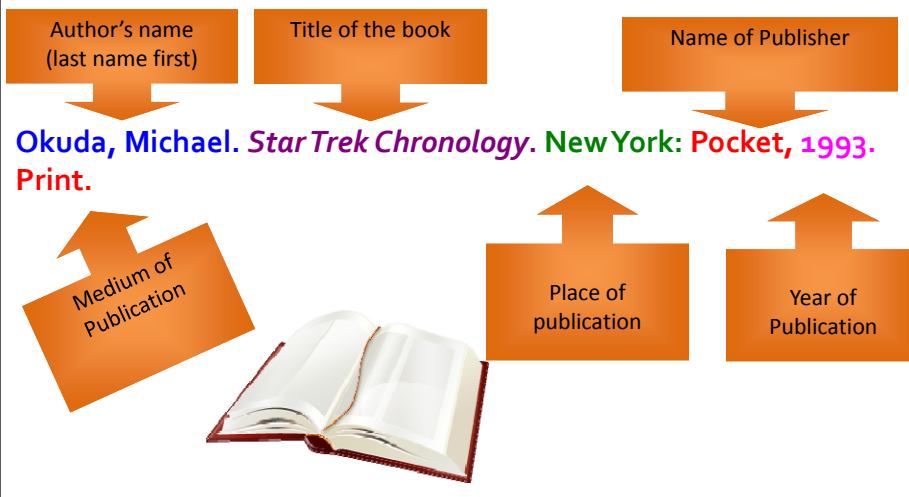 Author’s name
(last name first)
Title of the book
Name of Publisher
Okuda, Michael. Star Trek Chronology. New York: Pocket, 1993.
Print.
Medium of
Publication
Place of
publication
Year of
Publication